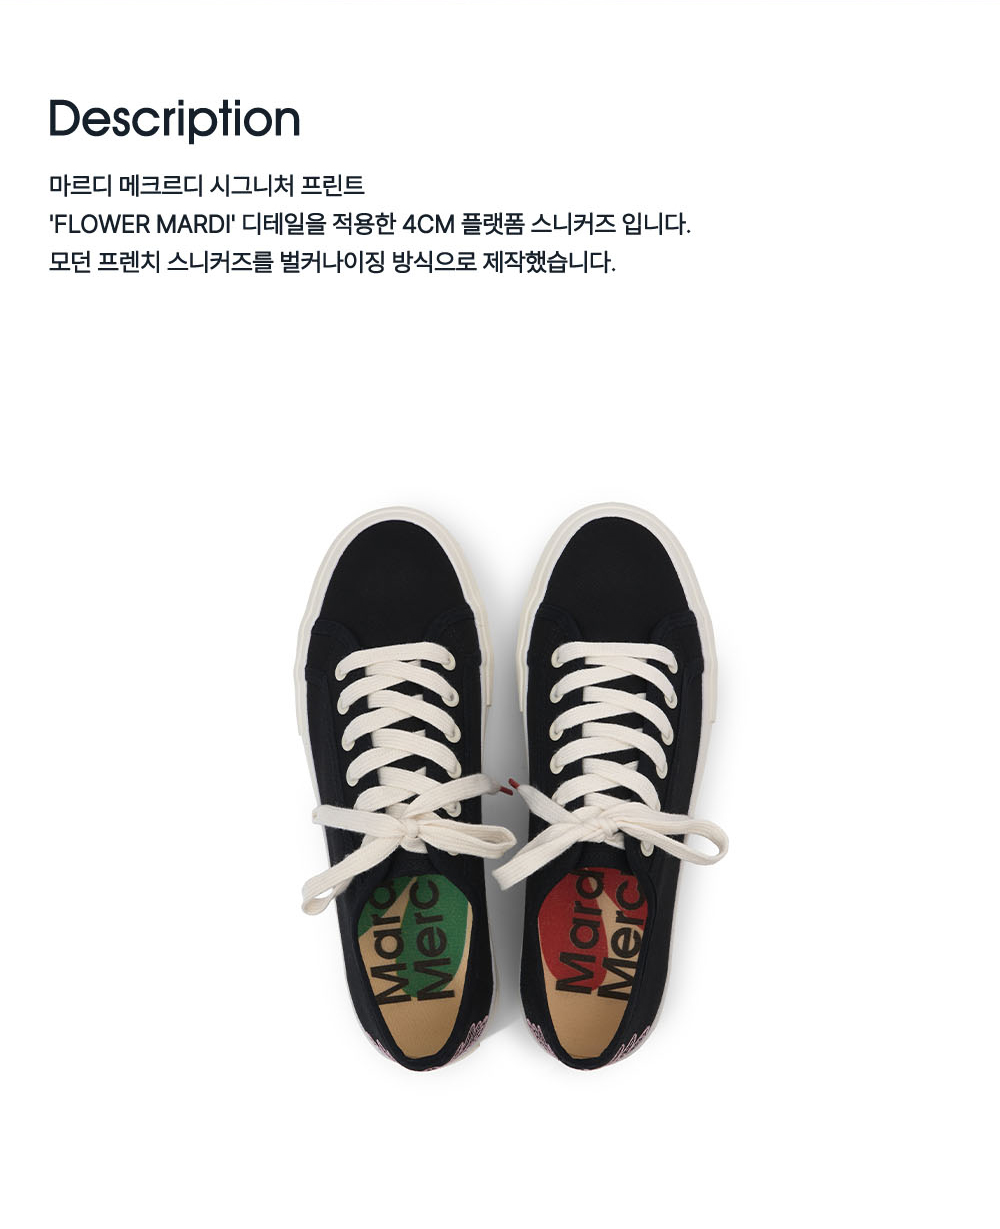 Description
마르디 메크르디 시그니처 프린트
'FLOWER MARDI' 디테일을 적용한 4CM 플랫폼 스니커즈 입니다.
모던 프렌치 스니커즈를 벌커나이징 방식으로 제작했습니다.
Mard
Merc
Mard
Merc